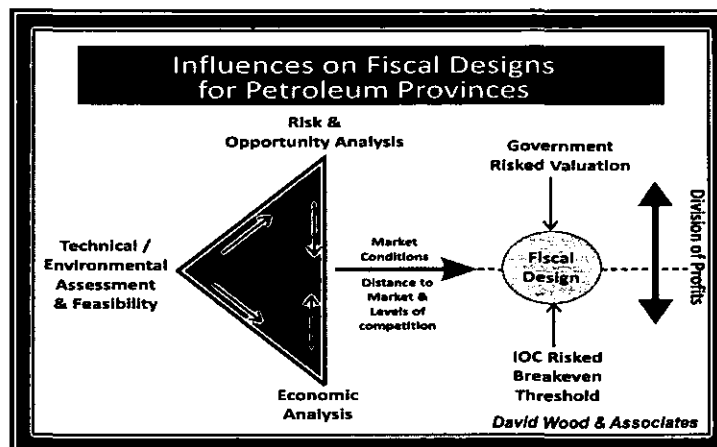 Influences on Fiscal Designs
for Petroleum Provinces
Risk &
Opportunity Analysis
Government
Risked Valuation
Technical /
Environmental
Assessment
& Feasibility
Market
Conditions
Distance to
Market &
Levels of
competition
Fiscal
Design
Division of Profits
Economic
Analysis
IOC Risked
Breakeven
Threshold
David Wood & Associates